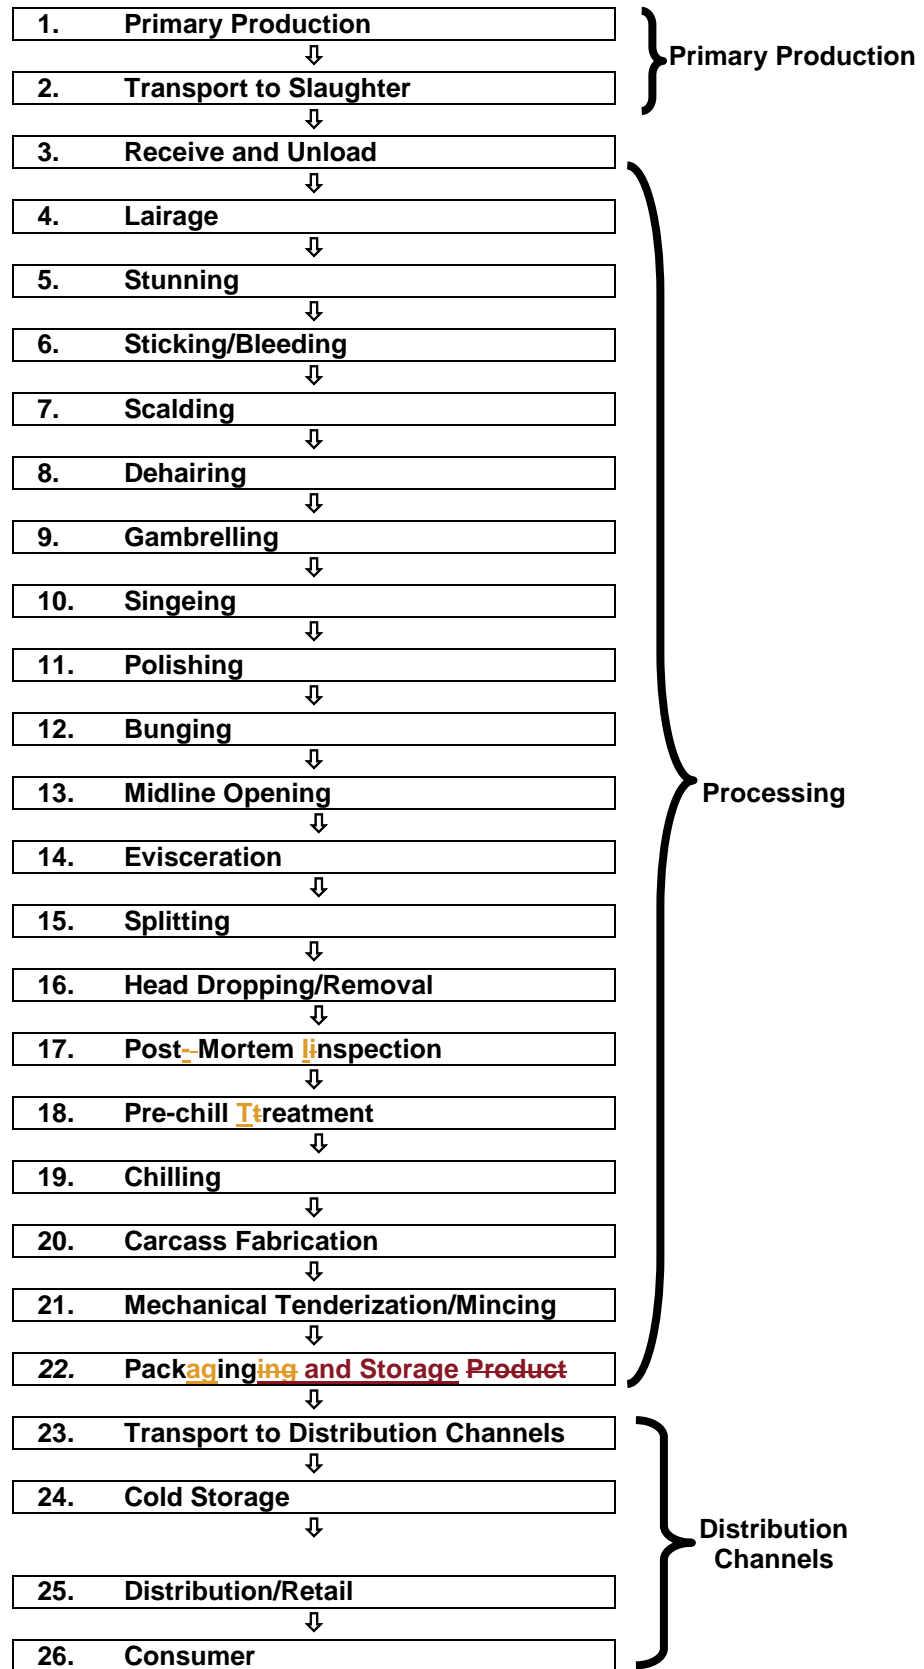 1. Primary Production
Primary Production
2. Transport to Slaughter
3. Receive and Unload
4. Lairage
5. Stunning
6. Sticking/Bleeding
7. Scalding
8. Dehairing
9. Gambrelling
10. Singeing
11. Polishing
12. Bunging
13. Midline Opening
Processing
14. Evisceration
15. Splitting
16. Head Dropping/Removal
17. Post- -Mortem Iinspection
18. Pre-chill Ttreatment
19. Chilling
20. Carcass Fabrication
21. Mechanical Tenderization/Mincing
22. Packaginging and Storage Product
23. Transport to Distribution Channels
24. Cold Storage
Distribution
Channels
25. Distribution/Retail
26. Consumer